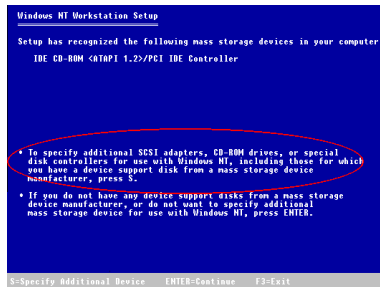 Windows NT Workstation Setup
Setup has recognized the following mass storage devices in your computer
IDE CD-ROM <ATAPI 1.2>/PCI IDE Controller
• To specify additional SCSI adapters, CD-ROM drives, or special
disk controllers for use with Windows NT, including those for which
you have a device support disk from a mass storage device
manufacturer, press S.
• If you do not have any device support disks from a mass storage
device manufacturer, or do not want to specify additional
mass storage device for use with Windows NT, press ENTER.
S=Specify Additional Device ENTER=Continue F3=Exit